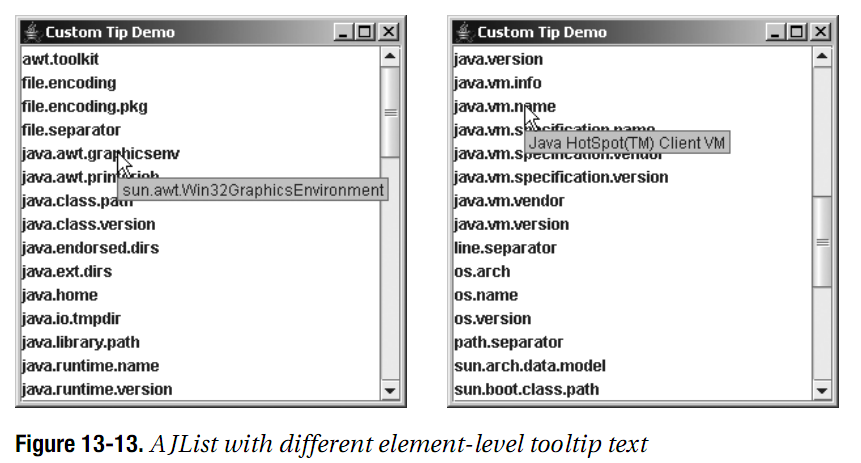 Custom Tip Demo
awt.toolkit
file.encoding
file.encoding.pkg
file.separator
java.awt.graphicsenv
java.awt.printerjob
sun.awt.Win32GraphicsEnvironment
java.class.path
java.class.version
java.endorsed.dirs
java.ext.dirs
java.home
java.io.tmpdir
java.library.path
java.runtime.name
java.runtime.version
Custom Tip Demo
java.version
java.vm.info
java.vm.name
java.vm.specification.name
Java HotSpot(TM) Client VM
java.vm.specification.vendor
java.vm.specification.version
java.vm.vendor
java.vm.version
line.separator
os.arch
os.name
os.version
path.separator
sun.arch.data.model
sun.boot.class.path
Figure 13-13. A JList with different element-level tooltip text